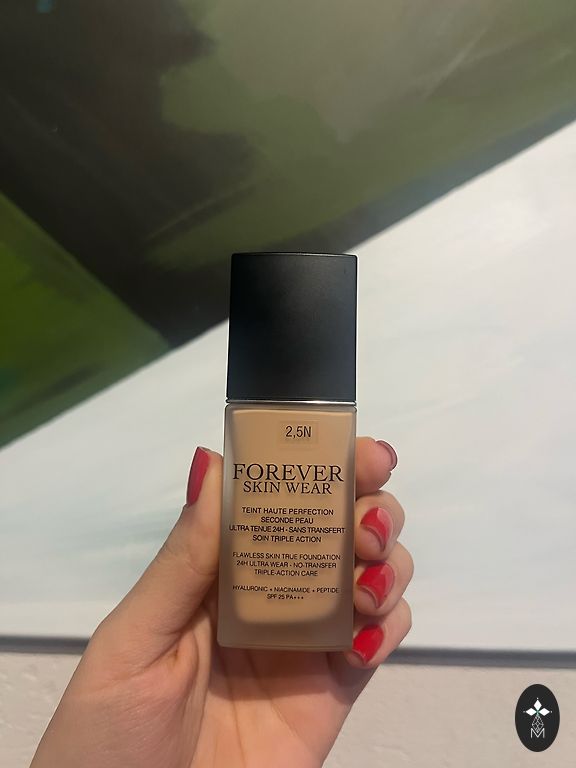 2,5N
FOREVER
SKIN WEAR
TEINT HAUTE PERFECTION
SECONDE PEAU
ULTRA TENUE 24H - SANS TRANSFERT
SOIN TRIPLE ACTION
FLAWLESS SKIN TRUE FOUNDATION
24H ULTRA WEAR - NO-TRANSFER
TRIPLE-ACTION CARE
HYALURONIC + NIACINAMIDE + PEPTIDE
SPF 25 PA+++
M